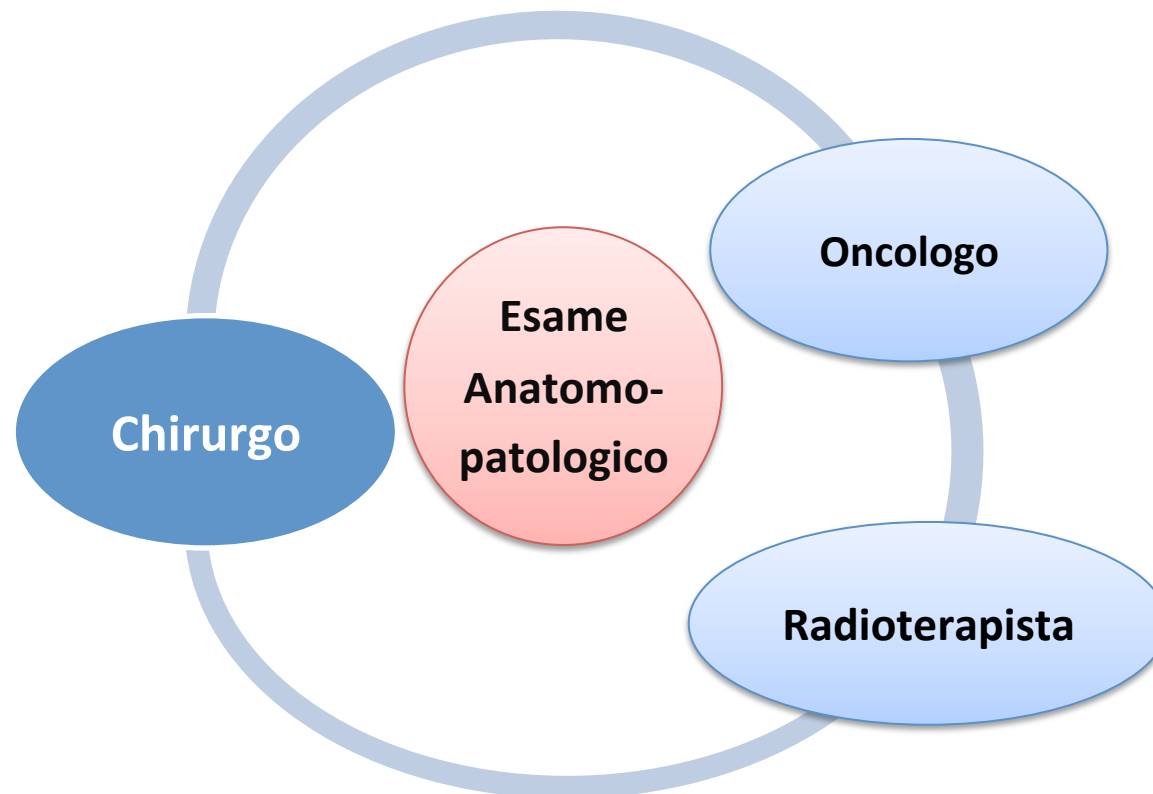 Oncologo
Esame
Anatomo-
patologico
Chirurgo
Radioterapista